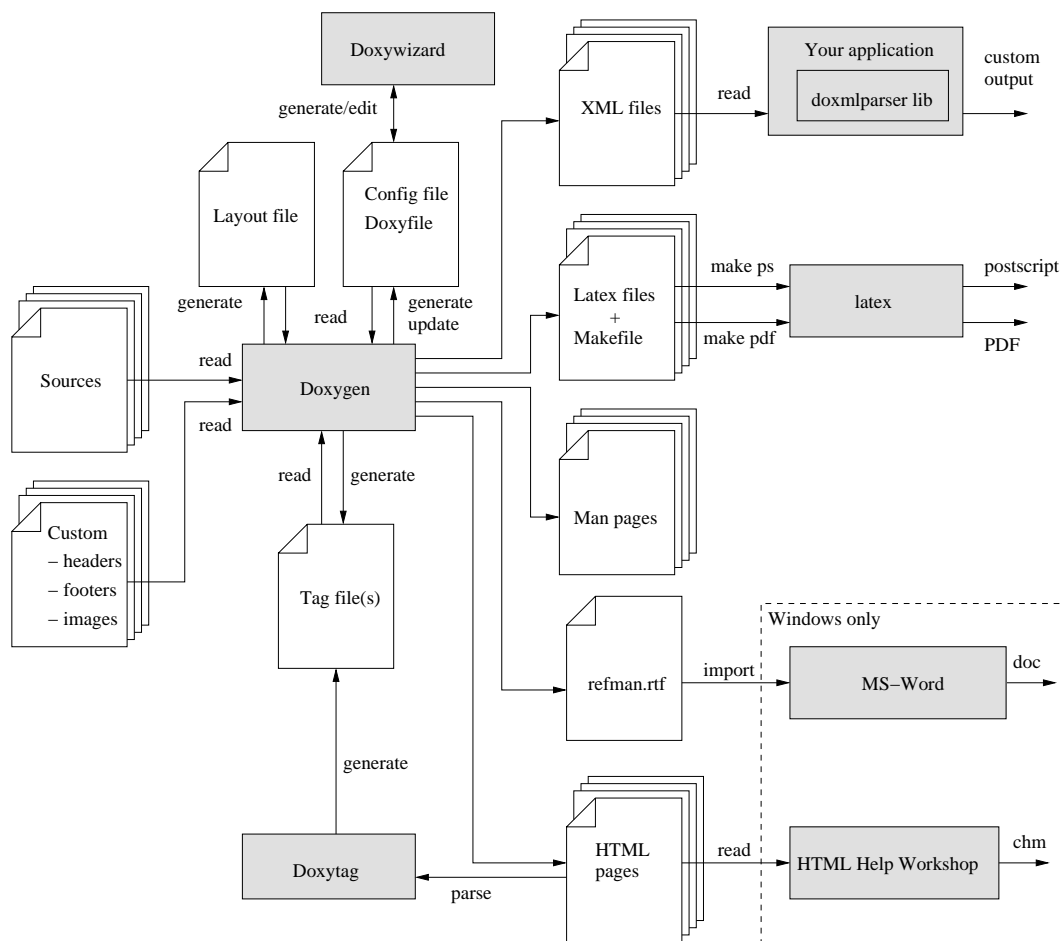 Doxywizard
generate/edit
XML files
read
Your application
doxmlparser lib
custom
output
Layout file
Config file
Doxyfile
generate
read
generate
update
Latex files
+
Makefile
make ps
make pdf
latex
postscript
PDF
Sources
read
Doxygen
read
Custom
– headers
– footers
– images
read
generate
Tag file(s)
Man pages
Windows only
refman.rtf
import
MS–Word
doc
generate
Doxytag
parse
HTML
pages
read
HTML Help Workshop
chm